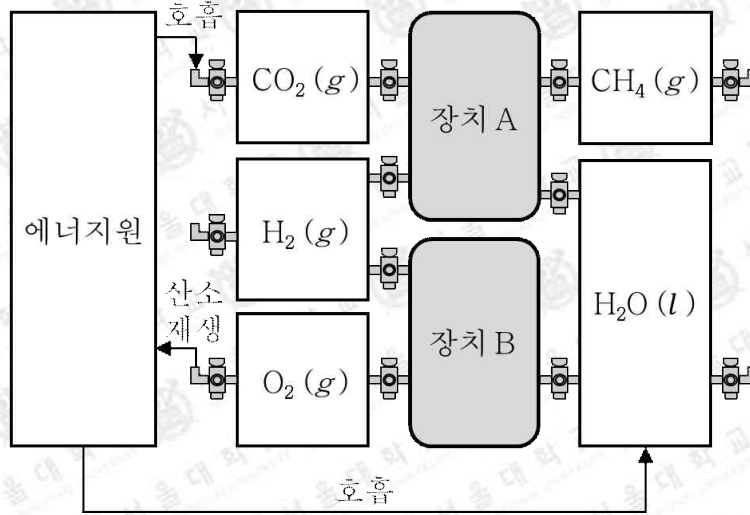 호흡
CO₂(g)
장치 A
CH₄(g)
에너지원
H₂(g)
산소
재생
장치 B
H₂O(l)
O₂(g)
호흡